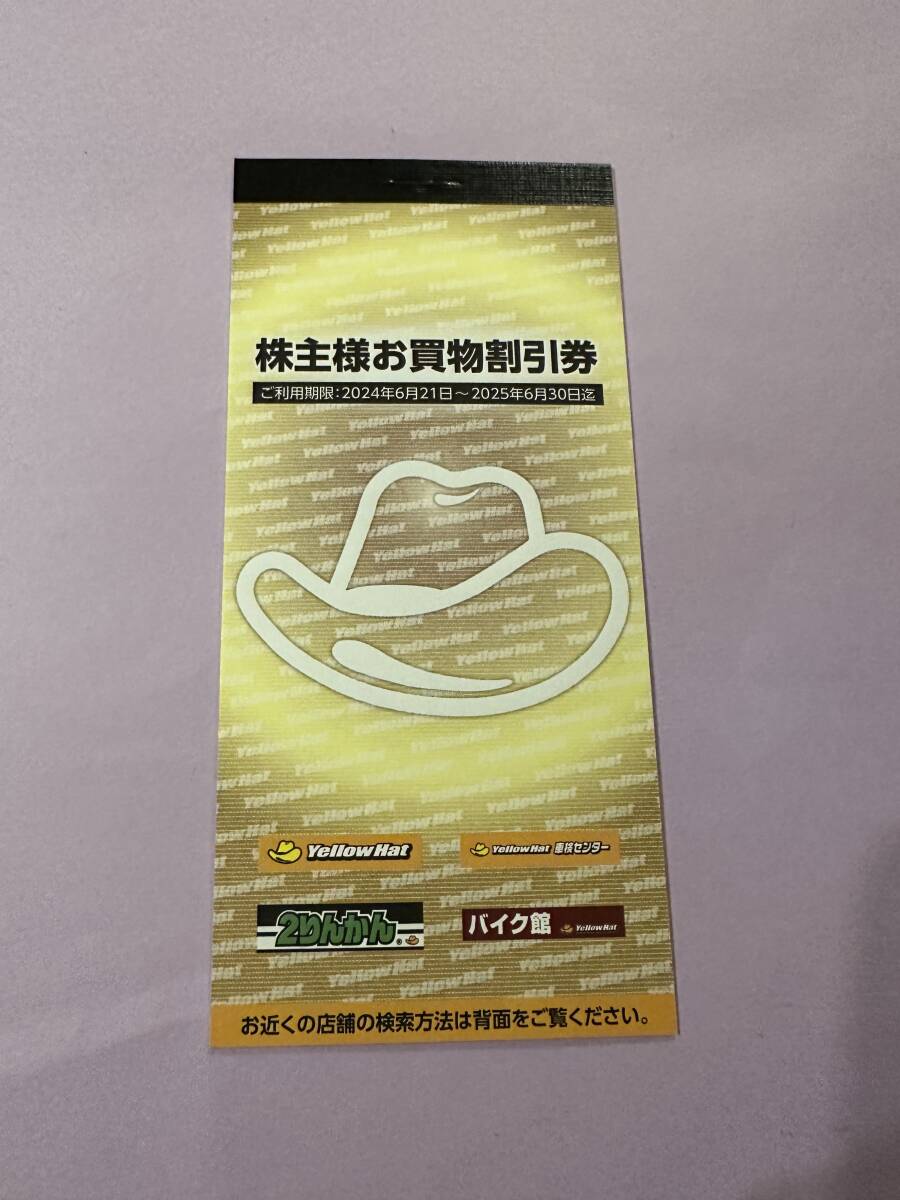 株主様お買物割引券
ご利用期限:2024年6月21日~2025年6月30日迄
YellowHat
YellowHat 車検センター
2りんかん®
バイク館 YellowHat
お近くの店舗の検索方法は背面をご覧ください。